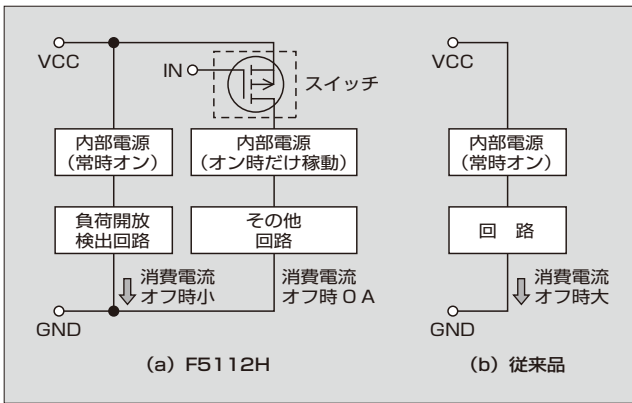 VCC
IN
スイッチ
内部電源
（常時オン）
内部電源
（オン時だけ稼動）
負荷開放
検出回路
その他
回路
消費電流
オフ時小
消費電流
オフ時０A
GND
(a) F5112H
VCC
内部電源
（常時オン）
回　路
消費電流
オフ時大
GND
(b) 従来品